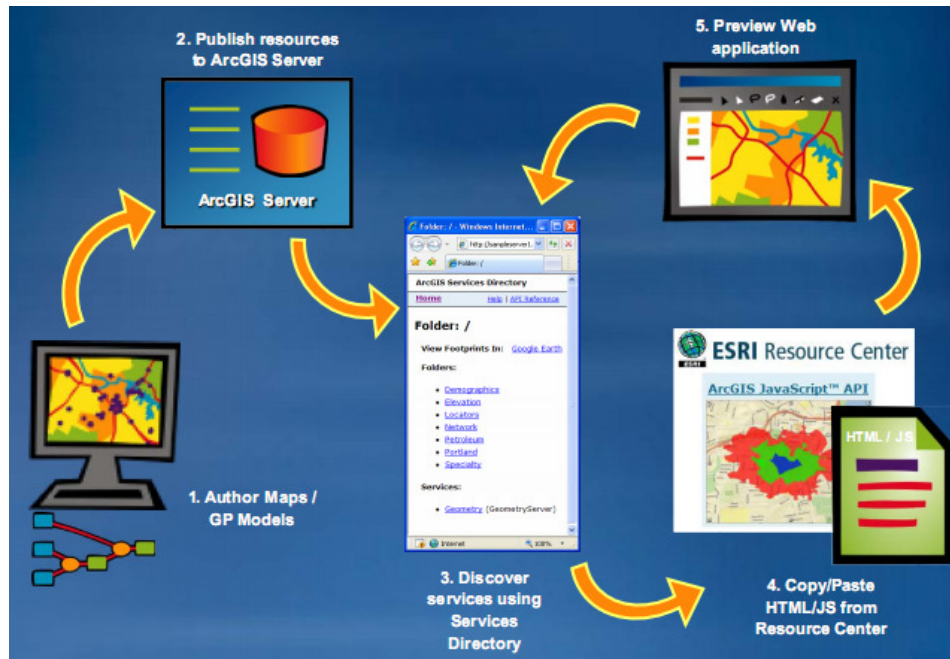 2. Publish resources
to ArcGIS Server
ArcGIS Server
1. Author Maps /
GP Models
Folder: / - Windows Internet...
http://sampleserver1.
Folder: /
ArcGIS Services Directory
Home
Help | API Reference
Folder: /
View Footprints In: Google Earth
Folders:
• Demographics
• Elevation
• Locators
• Network
• Petroleum
• Portland
• Specialty
Services:
• Geometry (GeometryServer)
Internet
100%
3. Discover
services using
Services
Directory
ESRI
ESRI Resource Center
ArcGIS JavaScript™ API
HTML / JS
4. Copy/Paste
HTML/JS from
Resource Center
5. Preview Web
application